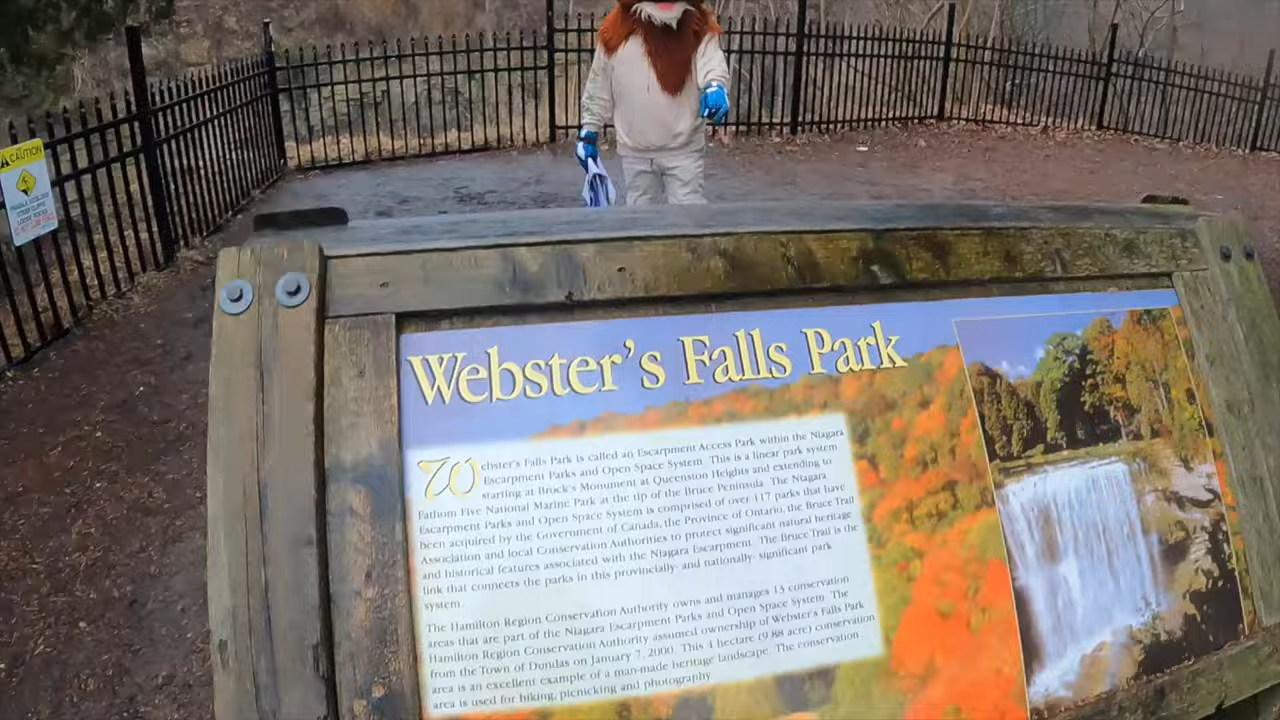 CAUTION
Webster's Falls Park
Webster's Falls Park is called an Escarpment Access Park within the Niagara
Escarpment Parks and Open Space System. This is a linear park system
starting at Brock's Monument at Queenston Heights and extending to
Fathom Five National Marine Park at the tip of the Bruce Peninsula. The Niagara
Escarpment Parks and Open Space System is comprised of over 117 parks that have
been acquired by the Government of Canada, the Province of Ontario, the Bruce Trail
Association and local Conservation Authorities to protect significant natural heritage
and historical features associated with the Niagara Escarpment. The Bruce Trail is the
link that connects the parks in this provincially- and nationally- significant park
system.
The Hamilton Region Conservation Authority owns and manages 13 conservation
areas that are part of the Niagara Escarpment Parks and Open Space System. The
Hamilton Region Conservation Authority assumed ownership of Webster's Falls Park
from the Town of Dundas on January 7, 2000. This 4 hectare (9.88 acre) conservation
area is an excellent example of a man-made heritage landscape. The conservation
area is used for hiking, picnicking and photography.